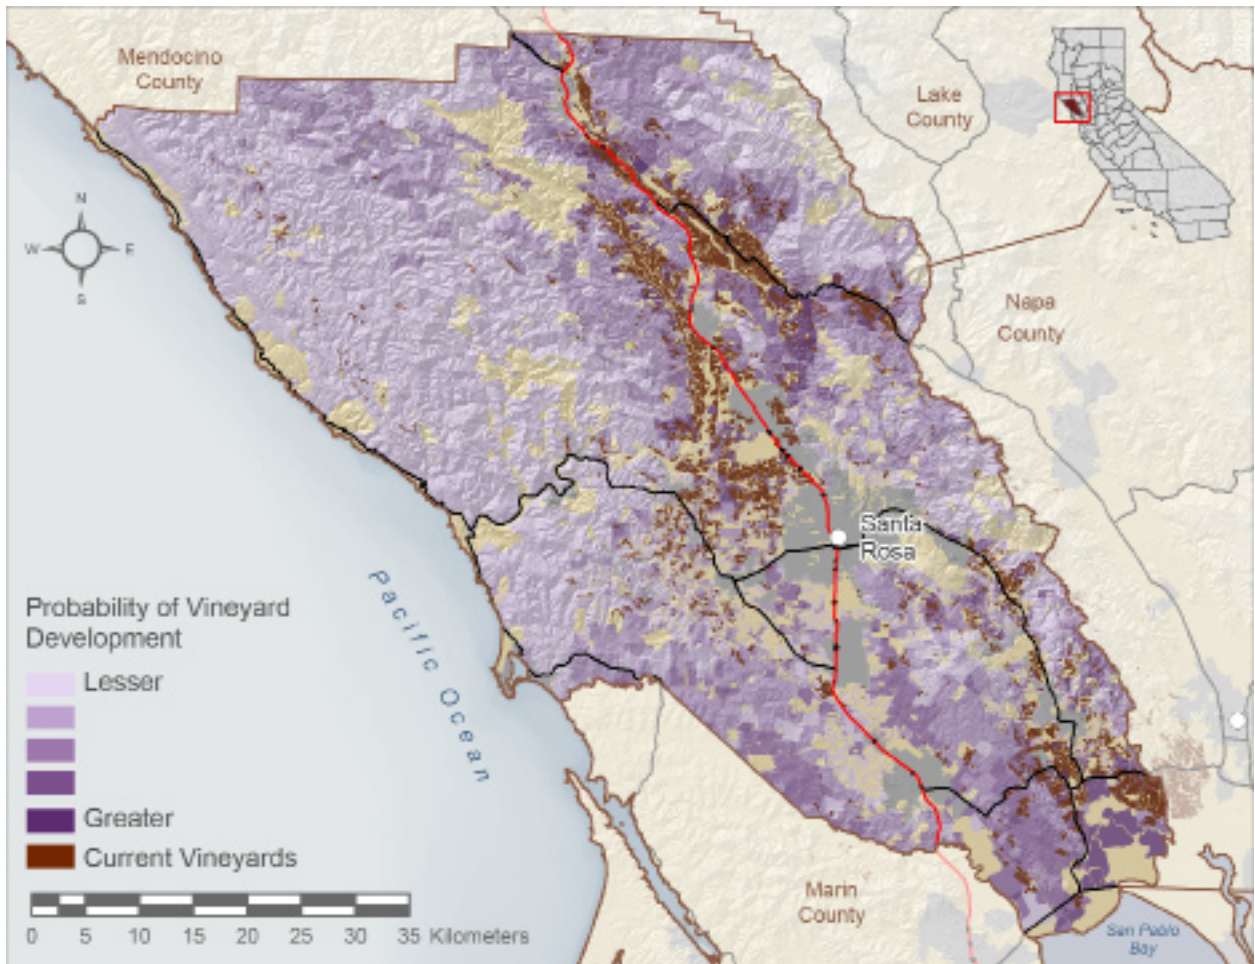 Mendocino
County
Lake
County
N
W
E
S
Napa
County
Santa
Rosa
Pacific Ocean
Probability of Vineyard
Development
Lesser
Greater
Current Vineyards
0 5 10 15 20 25 30 35 Kilometers
Marin
County
San Pablo
Bay